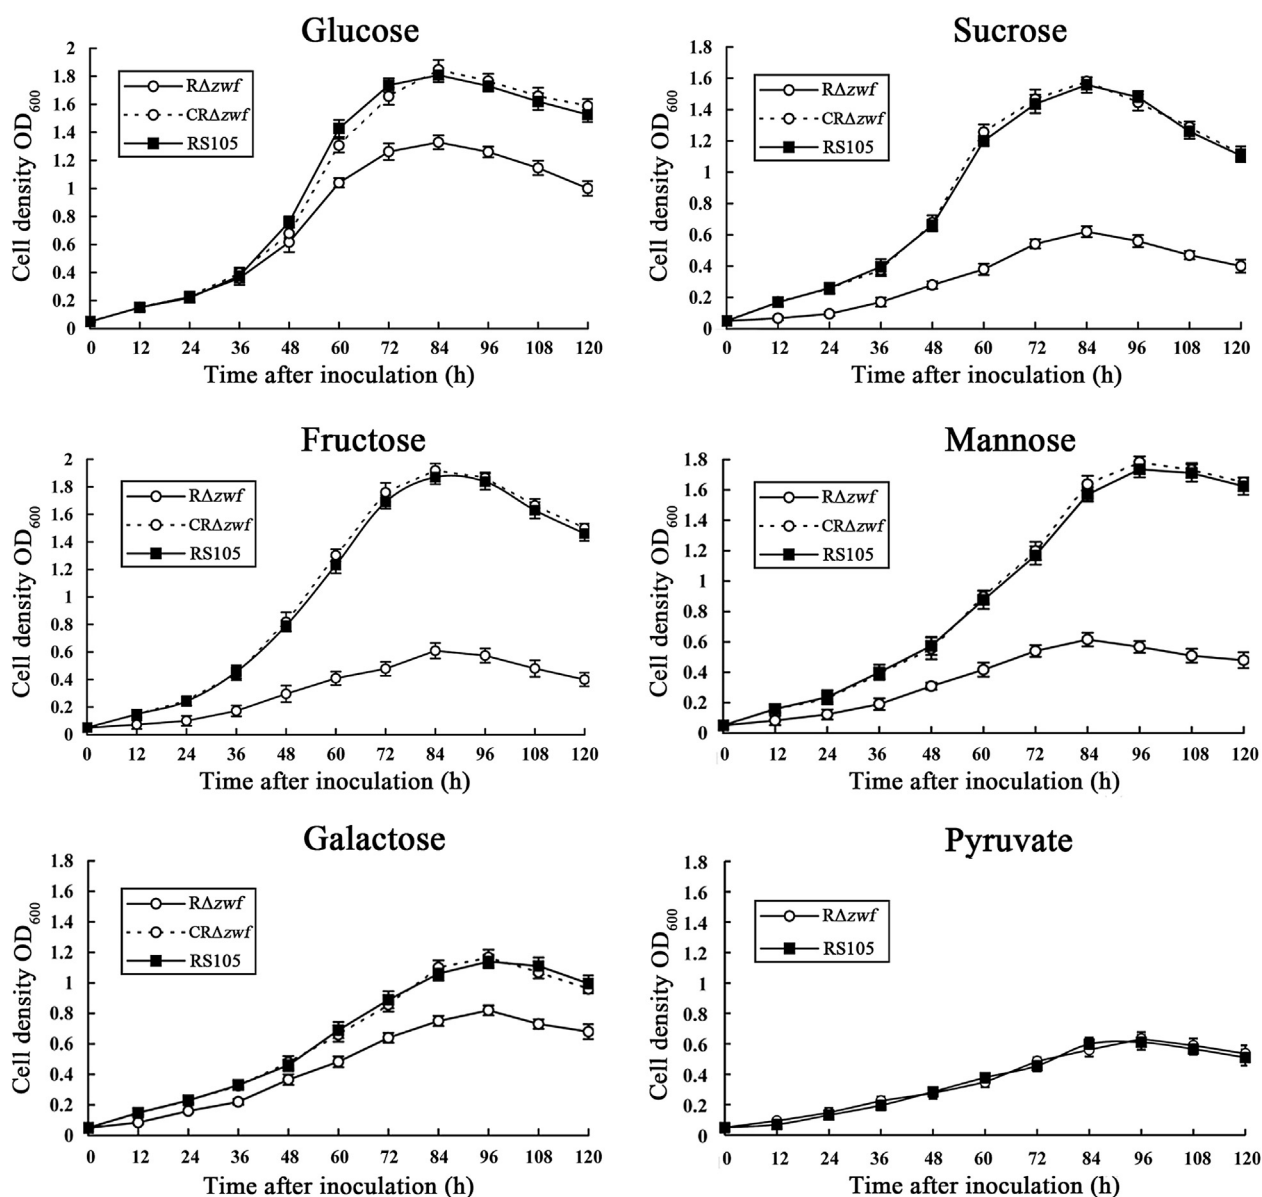 Glucose
2
1.8
1.6
1.4
1.2
1
0.8
0.6
0.4
0.2
0
Cell density OD600
RΔzwf
CRΔzwf
RS105
0 12 24 36 48 60 72 84 96 108 120
Time after inoculation (h)
Sucrose
1.8
1.6
1.4
1.2
1
0.8
0.6
0.4
0.2
0
Cell density OD600
RΔzwf
CRΔzwf
RS105
0 12 24 36 48 60 72 84 96 108 120
Time after inoculation (h)
Fructose
2
1.8
1.6
1.4
1.2
1
0.8
0.6
0.4
0.2
0
Cell density OD600
RΔzwf
CRΔzwf
RS105
0 12 24 36 48 60 72 84 96 108 120
Time after inoculation (h)
Mannose
1.8
1.6
1.4
1.2
1
0.8
0.6
0.4
0.2
0
Cell density OD600
RΔzwf
CRΔzwf
RS105
0 12 24 36 48 60 72 84 96 108 120
Time after inoculation (h)
Galactose
1.8
1.6
1.4
1.2
1
0.8
0.6
0.4
0.2
0
Cell density OD600
RΔzwf
CRΔzwf
RS105
0 12 24 36 48 60 72 84 96 108 120
Time after inoculation (h)
Pyruvate
1.8
1.6
1.4
1.2
1
0.8
0.6
0.4
0.2
0
Cell density OD600
RΔzwf
RS105
0 12 24 36 48 60 72 84 96 108 120
Time after inoculation (h)